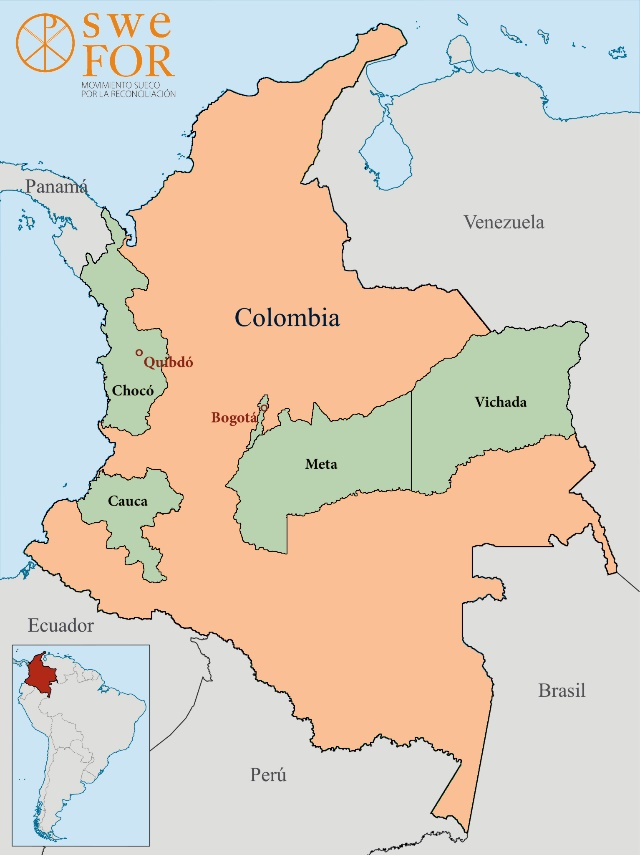 swe
FOR
MOVIMIENTO SUECO
POR LA RECONCILIACIÓN
Panamá
Venezuela
Colombia
Quibdó
Chocó
Vichada
Bogotá
Meta
Cauca
Ecuador
Brasil
Perú